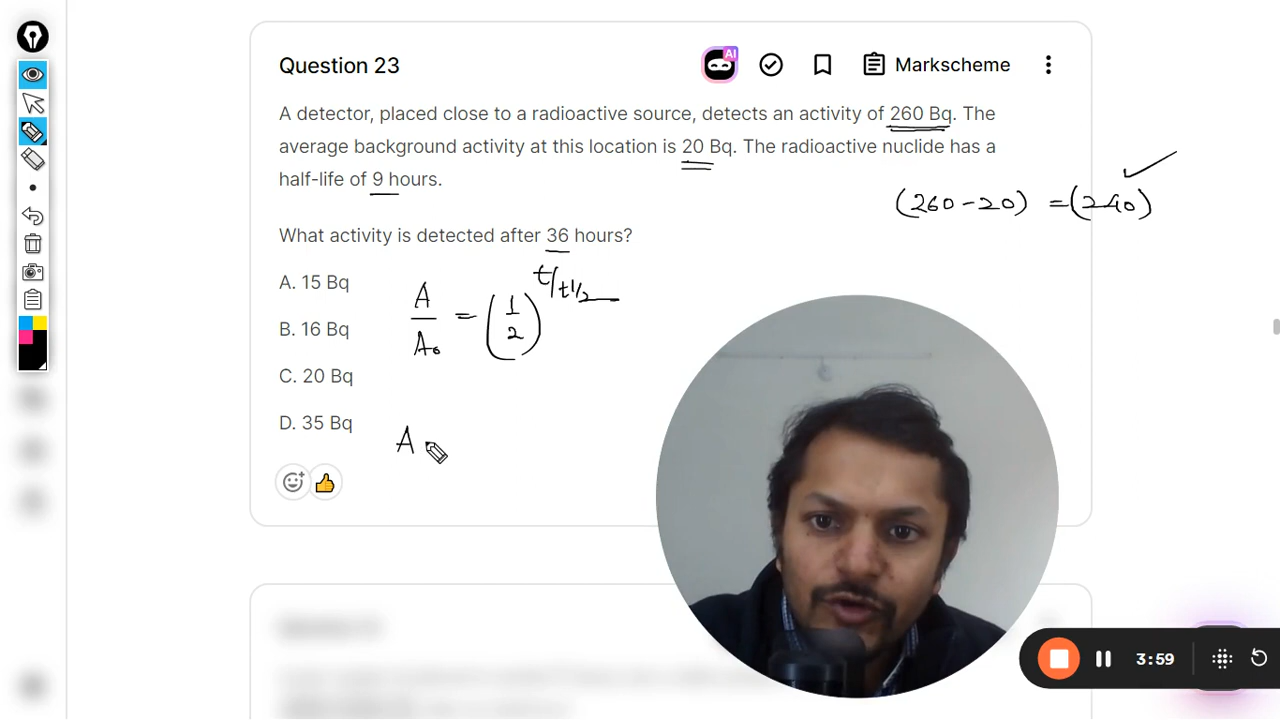 Question 23
AI
Markscheme
A detector, placed close to a radioactive source, detects an activity of 260 Bq. The
average background activity at this location is 20 Bq. The radioactive nuclide has a
half-life of 9 hours.
(260 - 20) = (240)
What activity is detected after 36 hours?
A. 15 Bq
B. 16 Bq
C. 20 Bq
D. 35 Bq
A/A₀ = (1/2)^t/t1/2
A
3:59